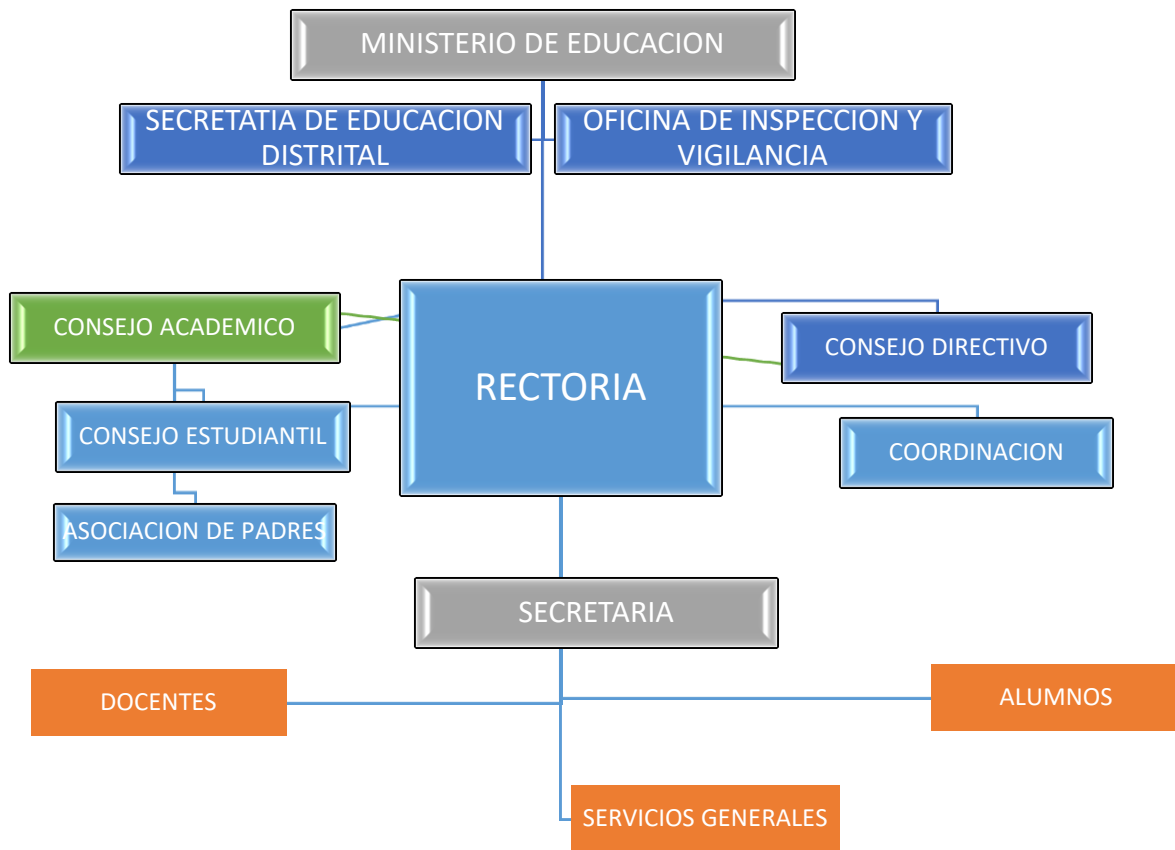 MINISTERIO DE EDUCACION
SECRETATIA DE EDUCACION
DISTRITAL
OFICINA DE INSPECCION Y
VIGILANCIA
CONSEJO ACADEMICO
RECTORIA
CONSEJO DIRECTIVO
CONSEJO ESTUDIANTIL
COORDINACION
ASOCIACION DE PADRES
SECRETARIA
DOCENTES
ALUMNOS
SERVICIOS GENERALES